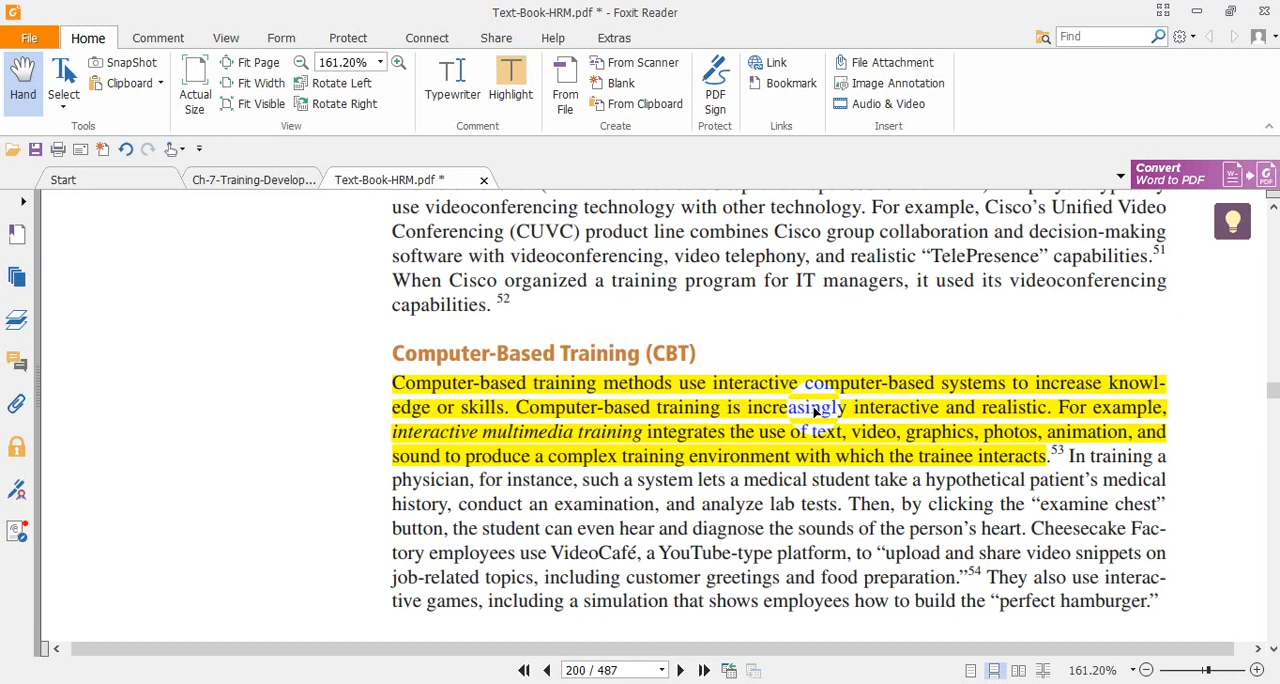 Text-Book-HRM.pdf * - Foxit Reader
File Home Comment View Form Protect Connect Share Help Extras Find
Hand
Select
SnapShot
Clipboard
Tools
Actual
Size
Fit Page
Fit Width
Fit Visible
161.20%
Rotate Left
Rotate Right
View
Typewriter
Highlight
Comment
From
File
From Scanner
Blank
From Clipboard
Create
PDF
Sign
Protect
Link
Bookmark
Links
File Attachment
Image Annotation
Audio & Video
Insert
Start
Ch-7-Training-Develop...
Text-Book-HRM.pdf *
Convert
Word to PDF
use videoconferencing technology with other technology. For example, Cisco’s Unified Video
Conferencing (CUVC) product line combines Cisco group collaboration and decision-making
software with videoconferencing, video telephony, and realistic “TelePresence” capabilities.51
When Cisco organized a training program for IT managers, it used its videoconferencing
capabilities. 52
Computer-Based Training (CBT)
Computer-based training methods use interactive computer-based systems to increase knowl-
edge or skills. Computer-based training is increasingly interactive and realistic. For example,
interactive multimedia training integrates the use of text, video, graphics, photos, animation, and
sound to produce a complex training environment with which the trainee interacts.53 In training a
physician, for instance, such a system lets a medical student take a hypothetical patient’s medical
history, conduct an examination, and analyze lab tests. Then, by clicking the “examine chest”
button, the student can even hear and diagnose the sounds of the person’s heart. Cheesecake Fac-
tory employees use VideoCafé, a YouTube-type platform, to “upload and share video snippets on
job-related topics, including customer greetings and food preparation.”54 They also use interac-
tive games, including a simulation that shows employees how to build the “perfect hamburger.”
200 / 487
161.20%